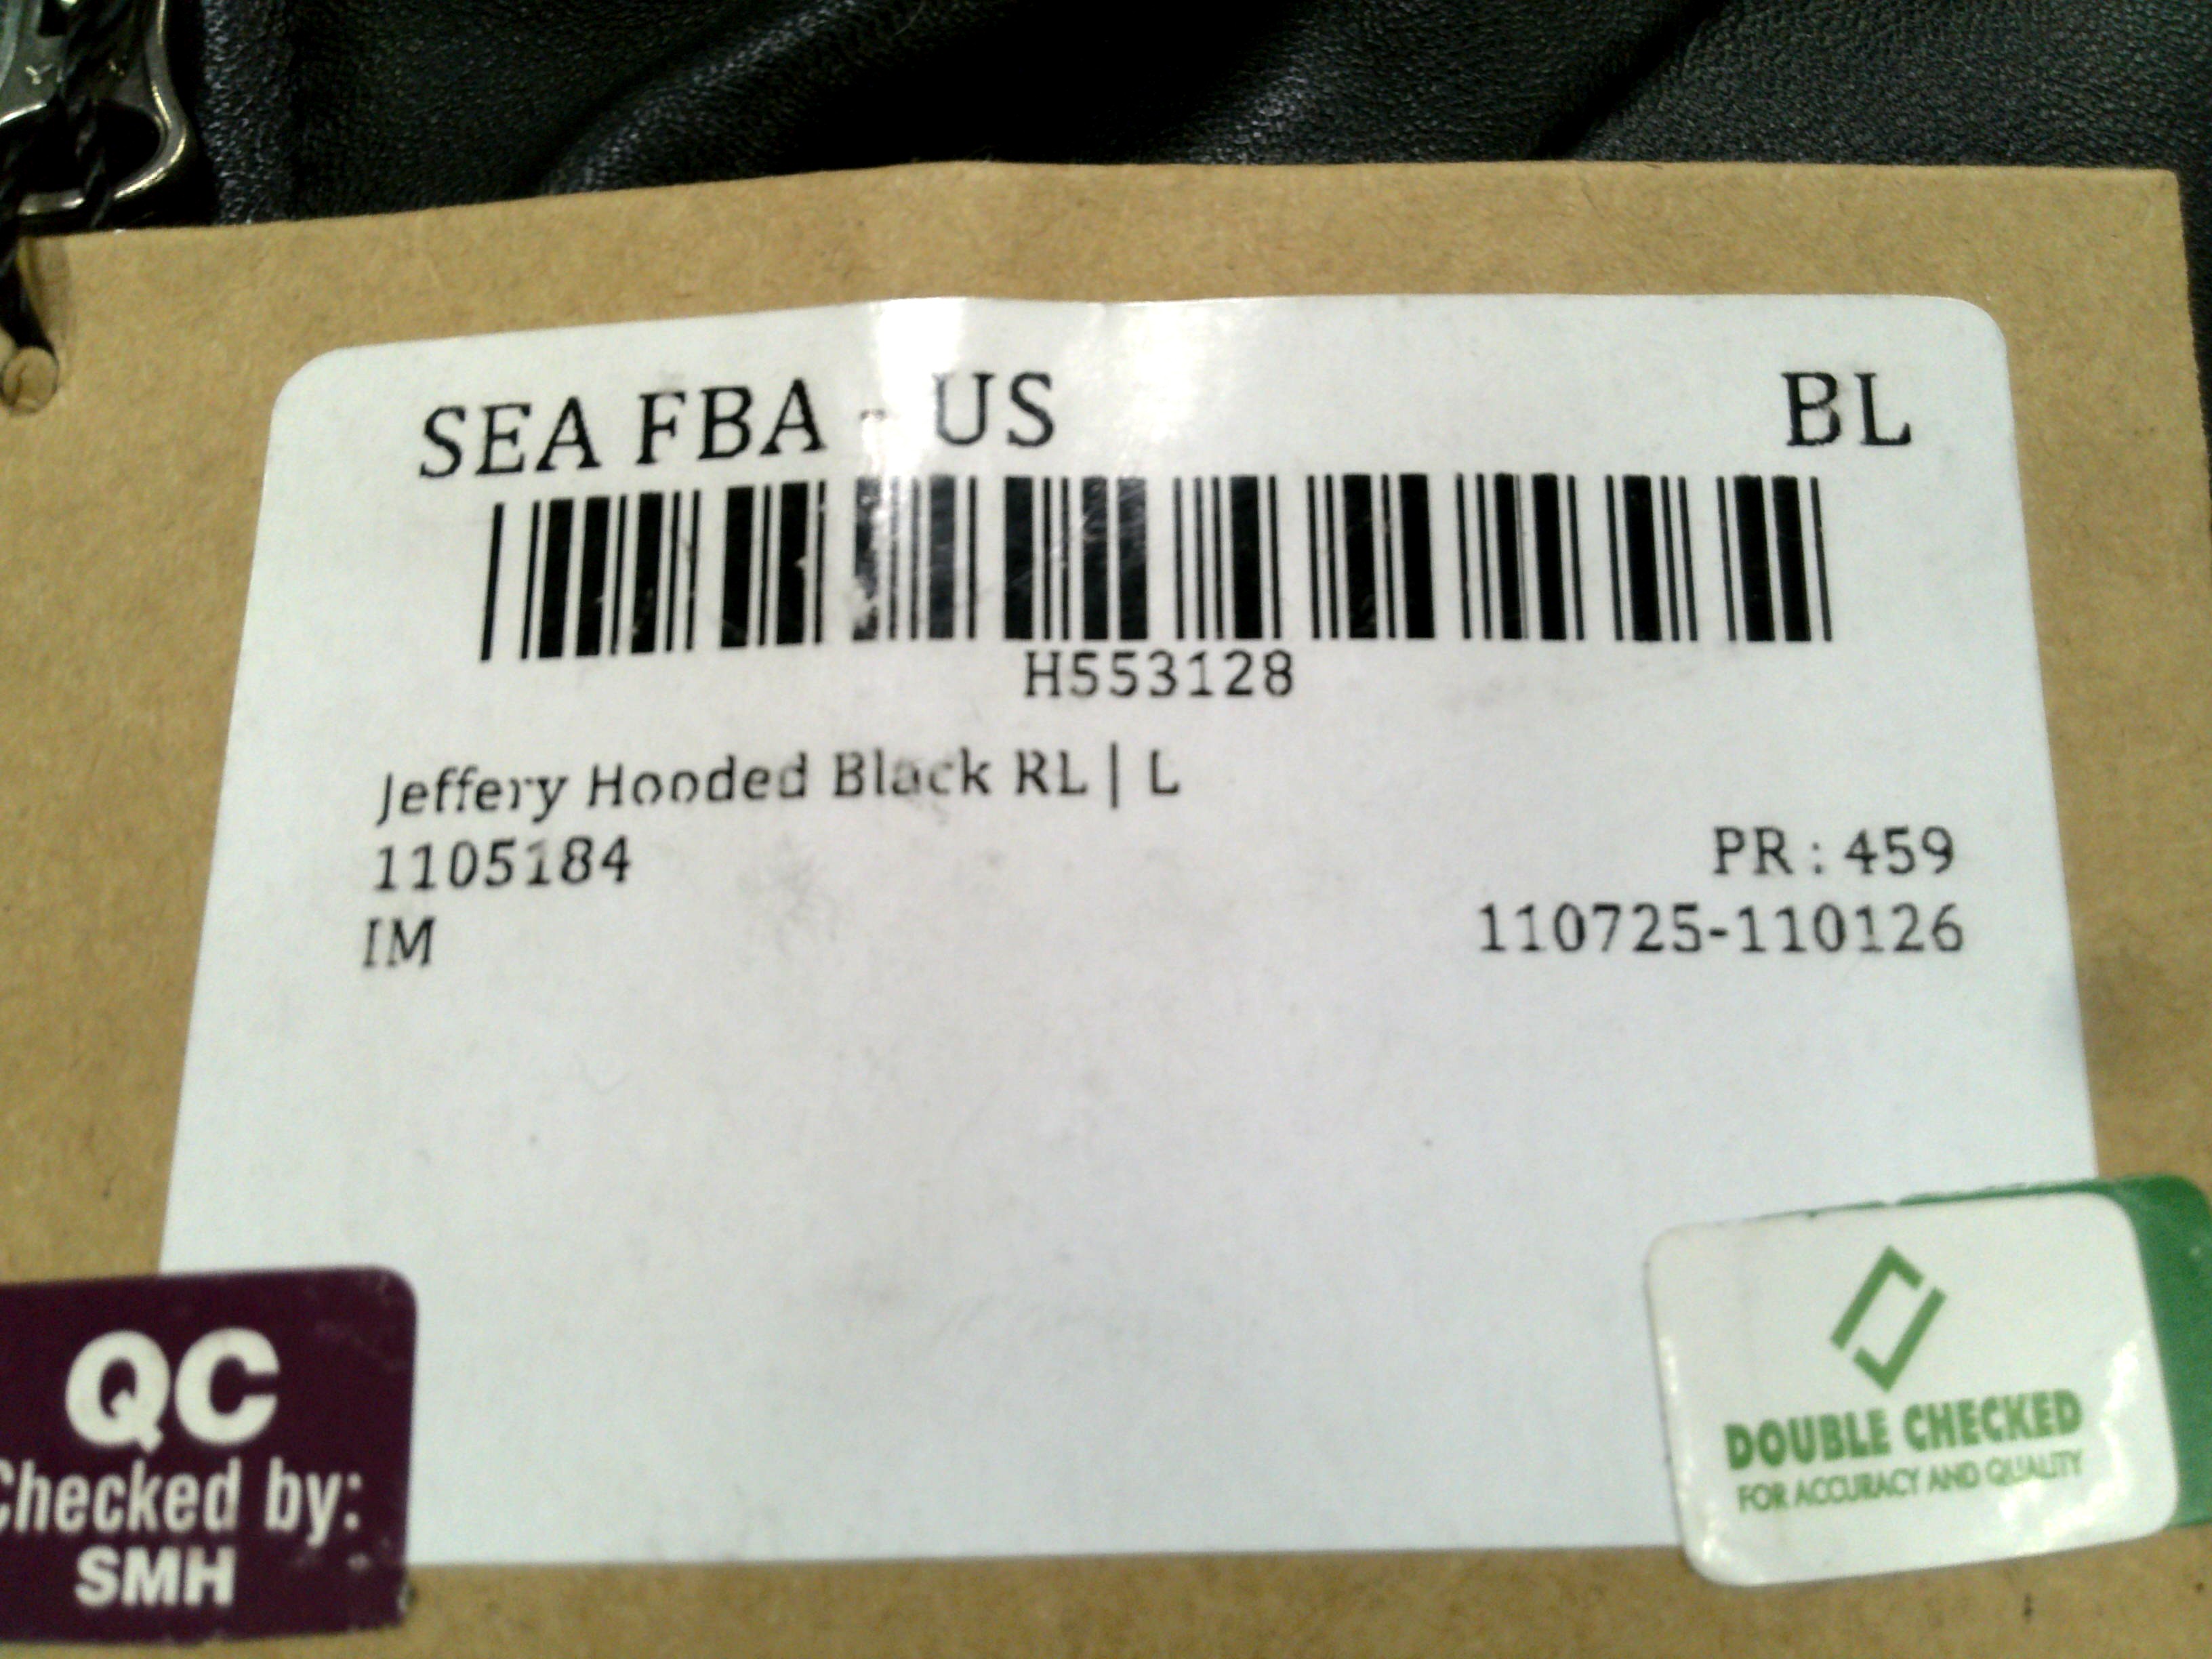 SEA FBA - US BL
H553128
Jeffery Hooded Black RL | L
1105184
PR : 459
IM
110725-110126
QC
Checked by:
SMH
DOUBLE CHECKED
FOR ACCURACY AND QUALITY